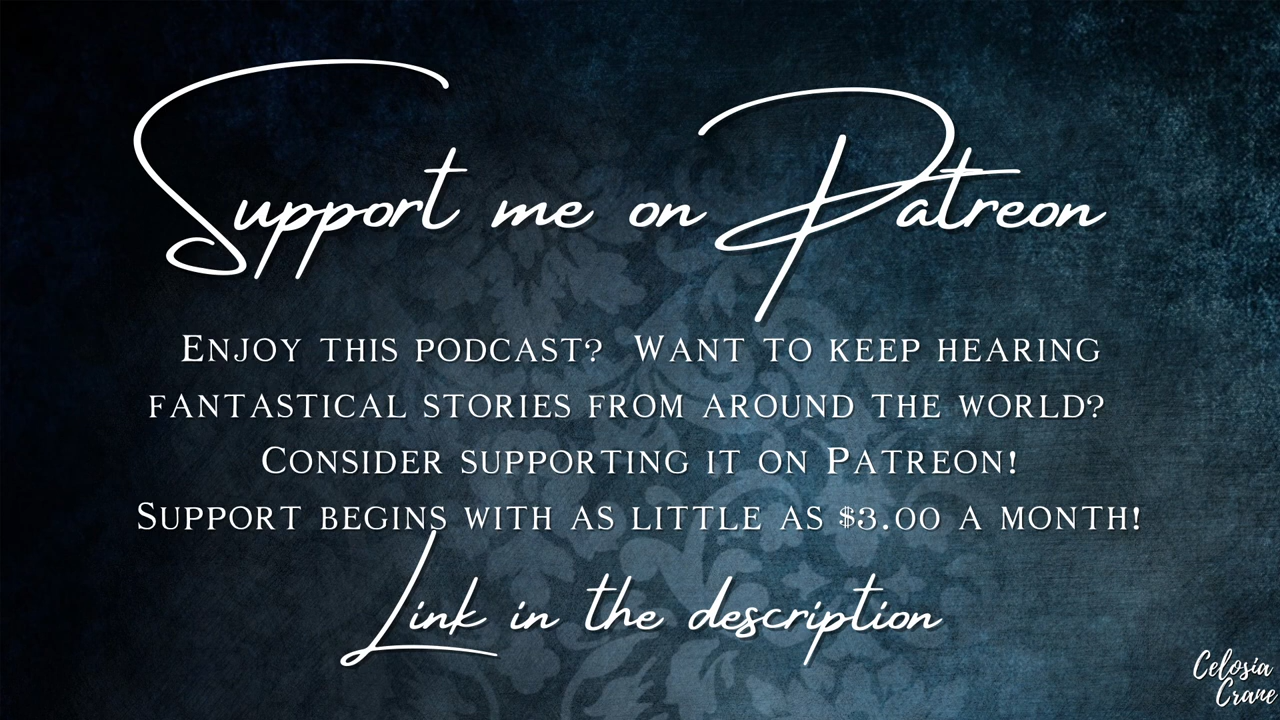 Support me on Patreon
Enjoy this podcast? Want to keep hearing
fantastical stories from around the world?
Consider supporting it on Patreon!
Support begins with as little as $3.00 a month!
Link in the description
Celosia
Crane